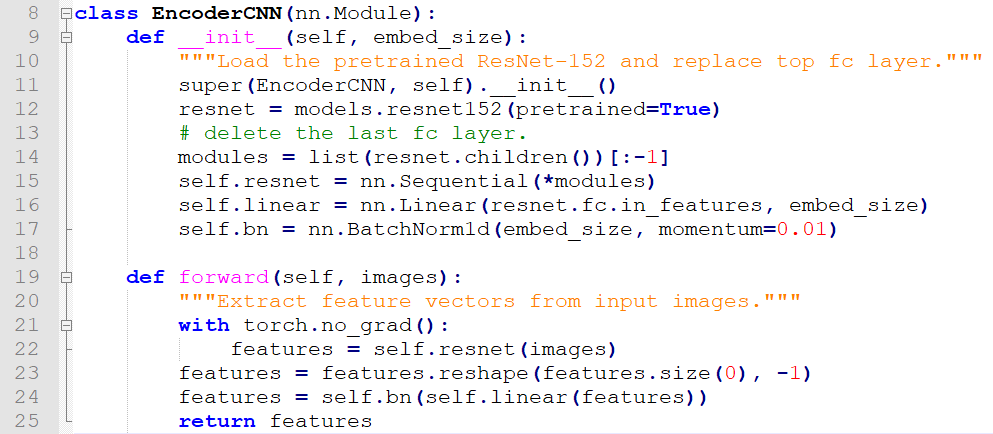 8 class EncoderCNN(nn.Module):
9     def __init__(self, embed_size):
10         """Load the pretrained ResNet-152 and replace top fc layer."""
11         super(EncoderCNN, self).__init__()
12         resnet = models.resnet152(pretrained=True)
13         # delete the last fc layer.
14         modules = list(resnet.children())[:-1]
15         self.resnet = nn.Sequential(*modules)
16         self.linear = nn.Linear(resnet.fc.in_features, embed_size)
17         self.bn = nn.BatchNorm1d(embed_size, momentum=0.01)
18
19     def forward(self, images):
20         """Extract feature vectors from input images."""
21         with torch.no_grad():
22             features = self.resnet(images)
23         features = features.reshape(features.size(0), -1)
24         features = self.bn(self.linear(features))
25         return features